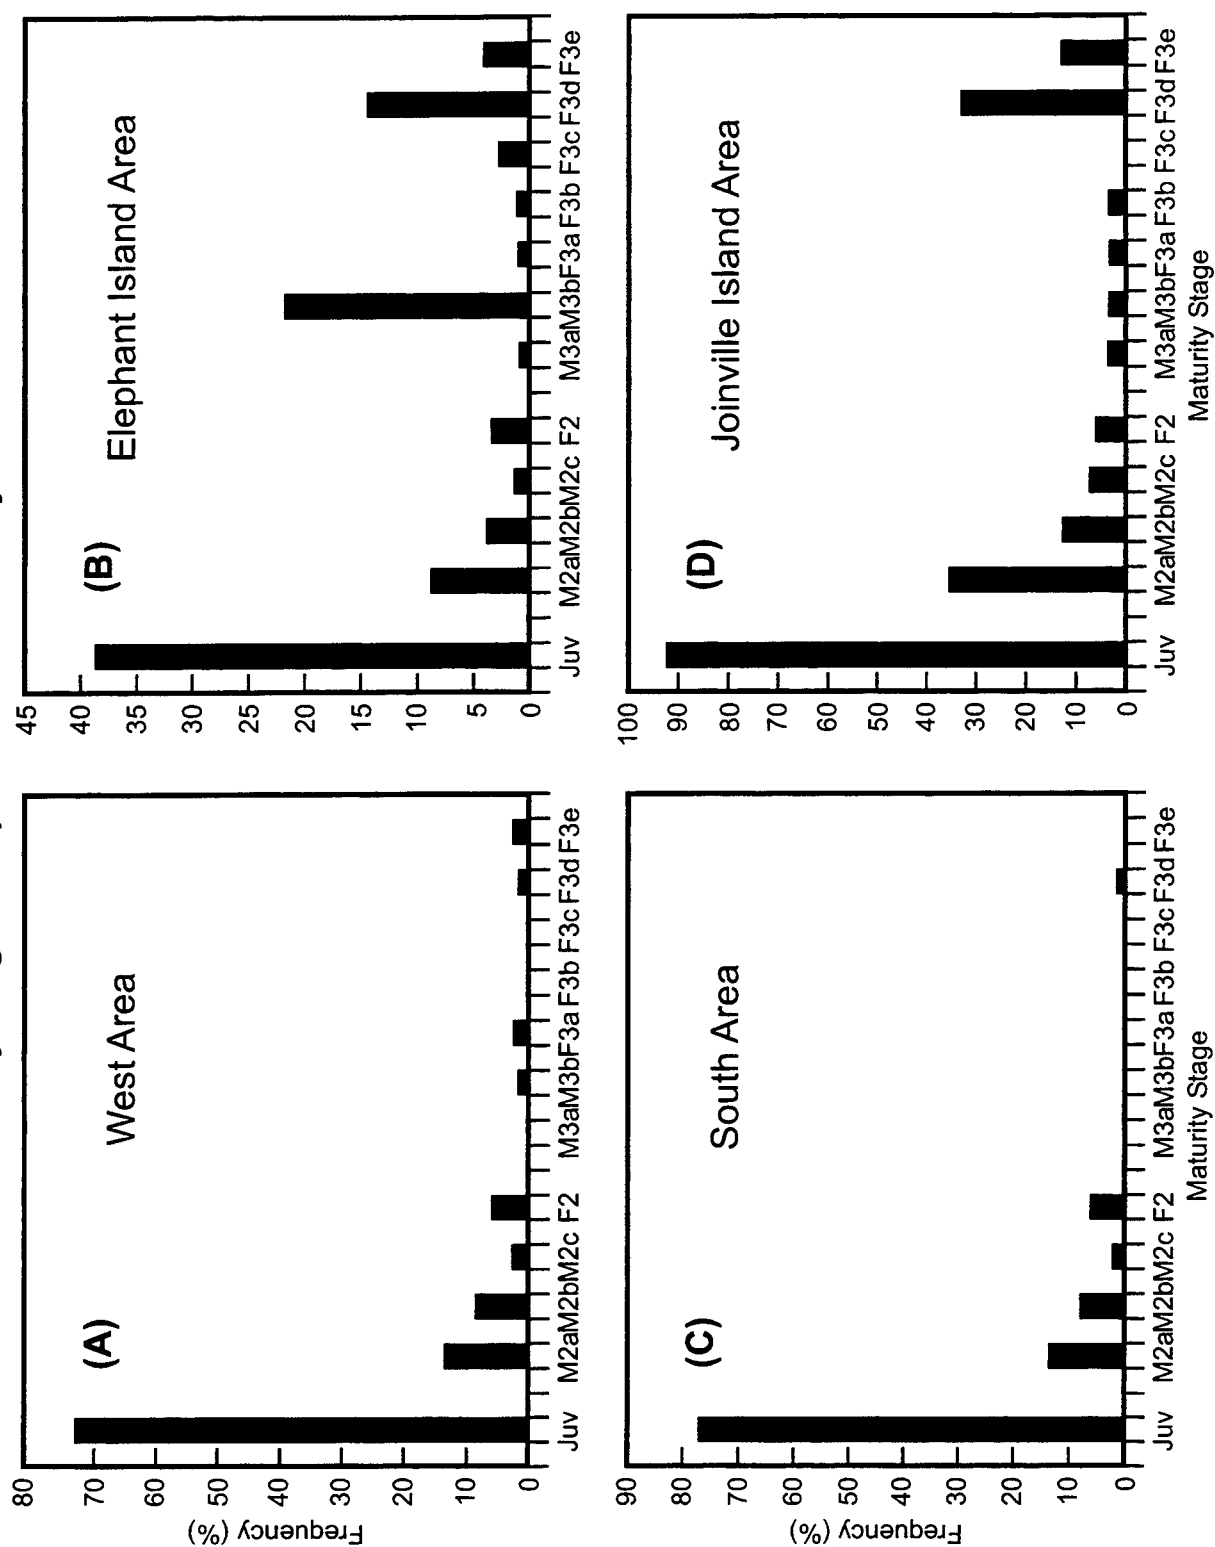 (A)
West Area
80
70
60
50
40
30
20
10
0
Frequency (%)
Juv M2aM2bM2c F2 M3aM3bF3a F3b F3c F3d F3e
(B)
Elephant Island Area
45
40
35
30
25
20
15
10
5
0
Juv M2aM2bM2c F2 M3aM3bF3a F3b F3c F3d F3e
(C)
South Area
90
80
70
60
50
40
30
20
10
0
Frequency (%)
Juv M2aM2bM2c F2 M3aM3bF3a F3b F3c F3d F3e
Maturity Stage
(D)
Joinville Island Area
100
90
80
70
60
50
40
30
20
10
0
Juv M2aM2bM2c F2 M3aM3bF3a F3b F3c F3d F3e
Maturity Stage